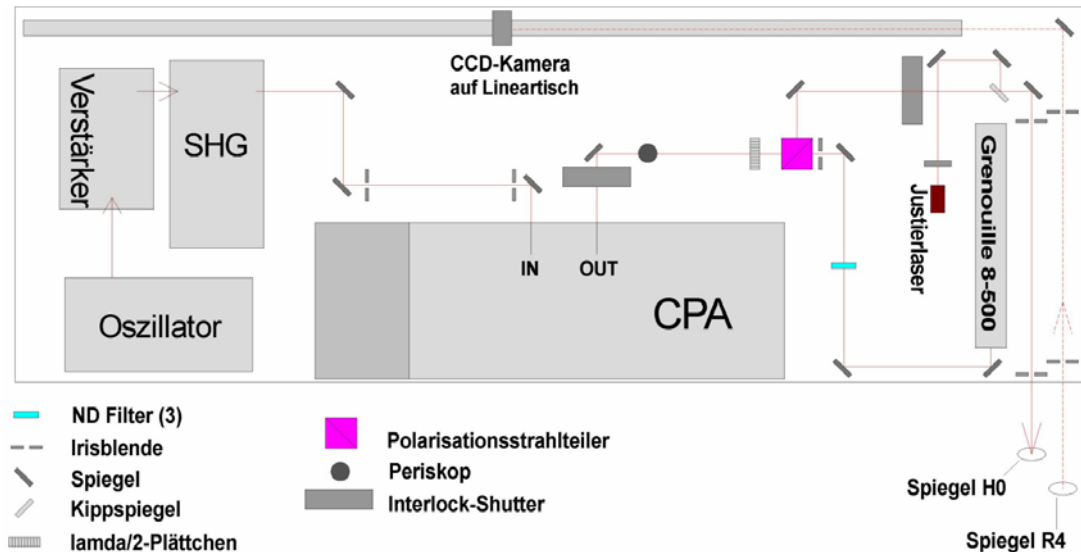 CCD-Kamera
auf Lineartisch
Verstärker
SHG
Oszillator
IN
OUT
CPA
Justierlaser
Grenouille 8-500
ND Filter (3)
Irisblende
Spiegel
Kippspiegel
lamda/2-Plättchen
Polarisationsstrahlteiler
Periskop
Interlock-Shutter
Spiegel H0
Spiegel R4